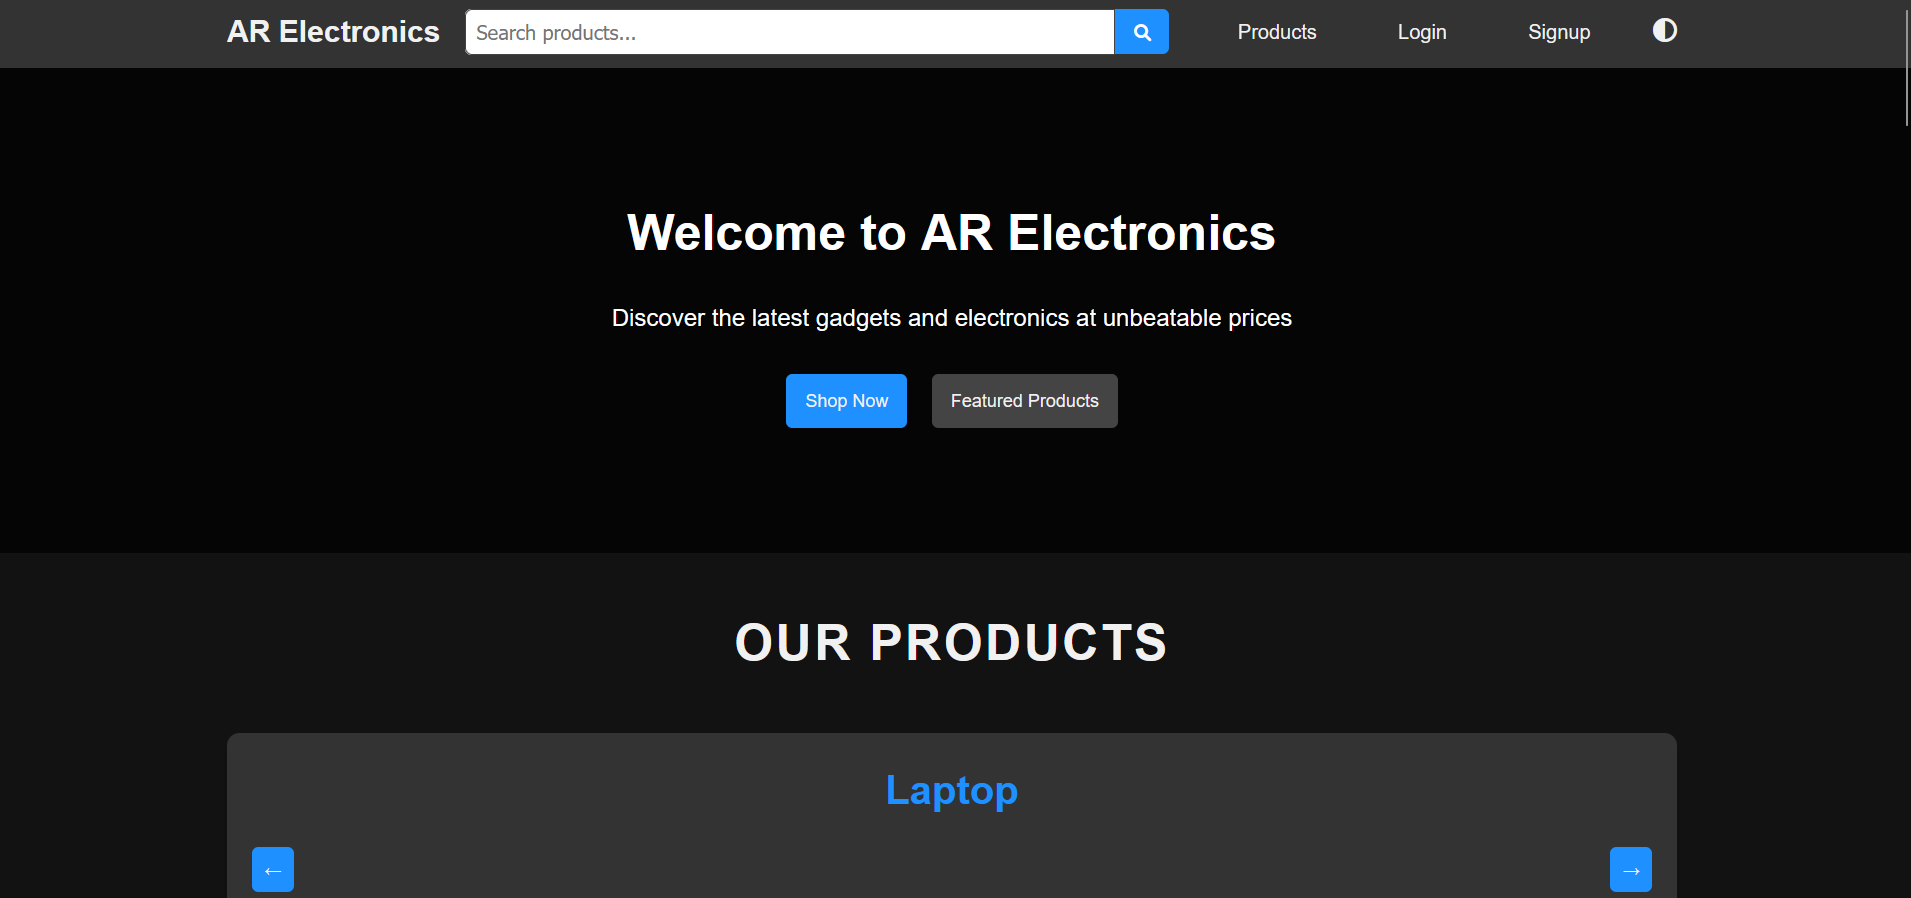 AR Electronics
Search products...
Products
Login
Signup
Welcome to AR Electronics
Discover the latest gadgets and electronics at unbeatable prices
Shop Now
Featured Products
OUR PRODUCTS
Laptop
← →